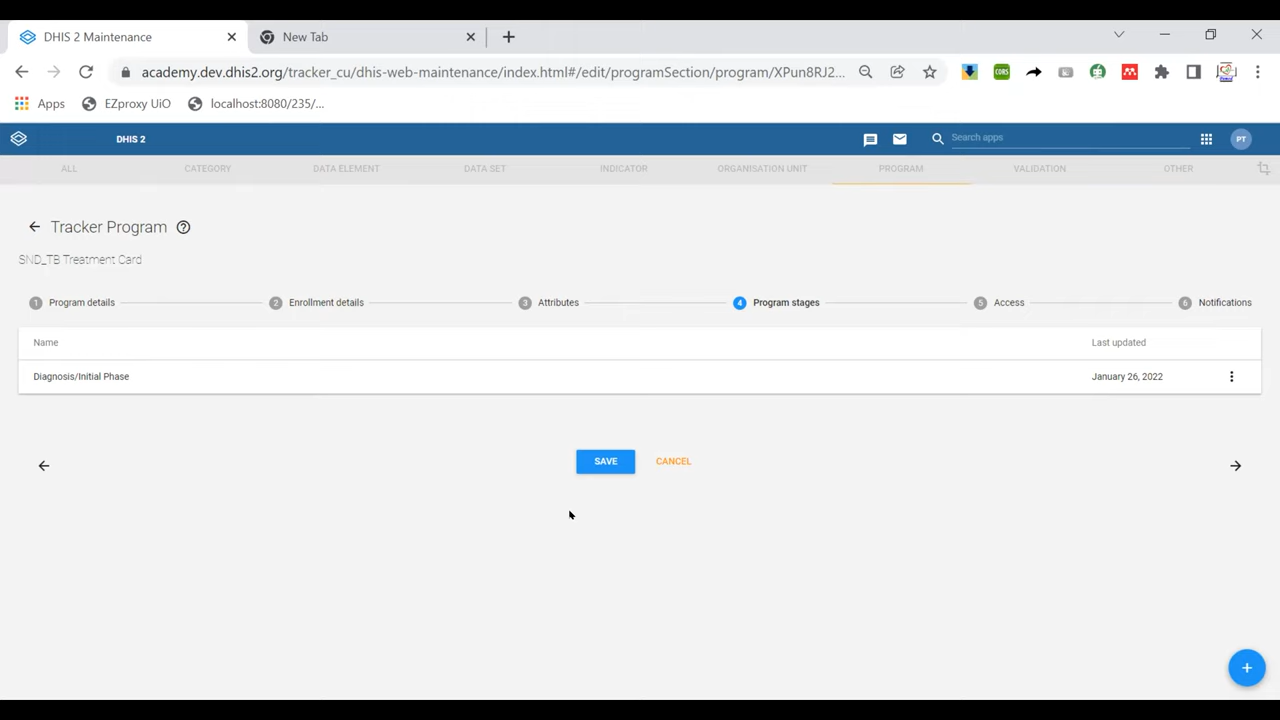 DHIS 2 Maintenance
New Tab
academy.dev.dhis2.org/tracker_cu/dhis-web-maintenance/index.html#/edit/programSection/program/XPun8RJ2...
Apps
EZproxy UiO
localhost:8080/235/...
DHIS 2
Search apps
PT
ALL
CATEGORY
DATA ELEMENT
DATA SET
INDICATOR
ORGANISATION UNIT
PROGRAM
VALIDATION
OTHER
Tracker Program
SND_TB Treatment Card
1 Program details
2 Enrollment details
3 Attributes
4 Program stages
5 Access
6 Notifications
Name
Last updated
Diagnosis/Initial Phase
January 26, 2022
SAVE
CANCEL